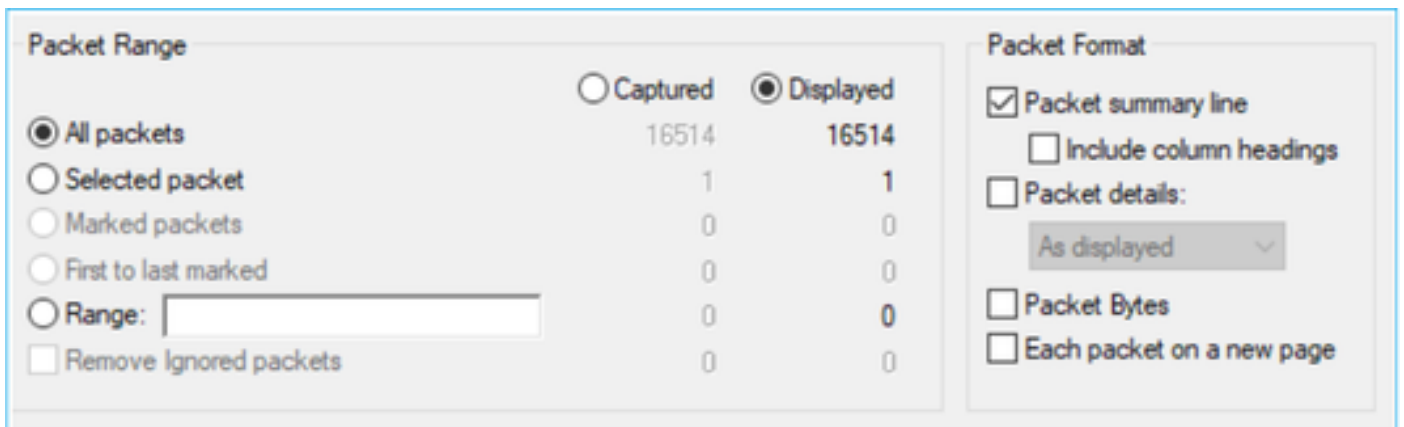 Packet Range
Captured Displayed
All packets 16514 16514
Selected packet 1 1
Marked packets 0 0
First to last marked 0 0
Range: 0 0
Remove Ignored packets 0 0
Packet Format
Packet summary line
Include column headings
Packet details:
As displayed
Packet Bytes
Each packet on a new page